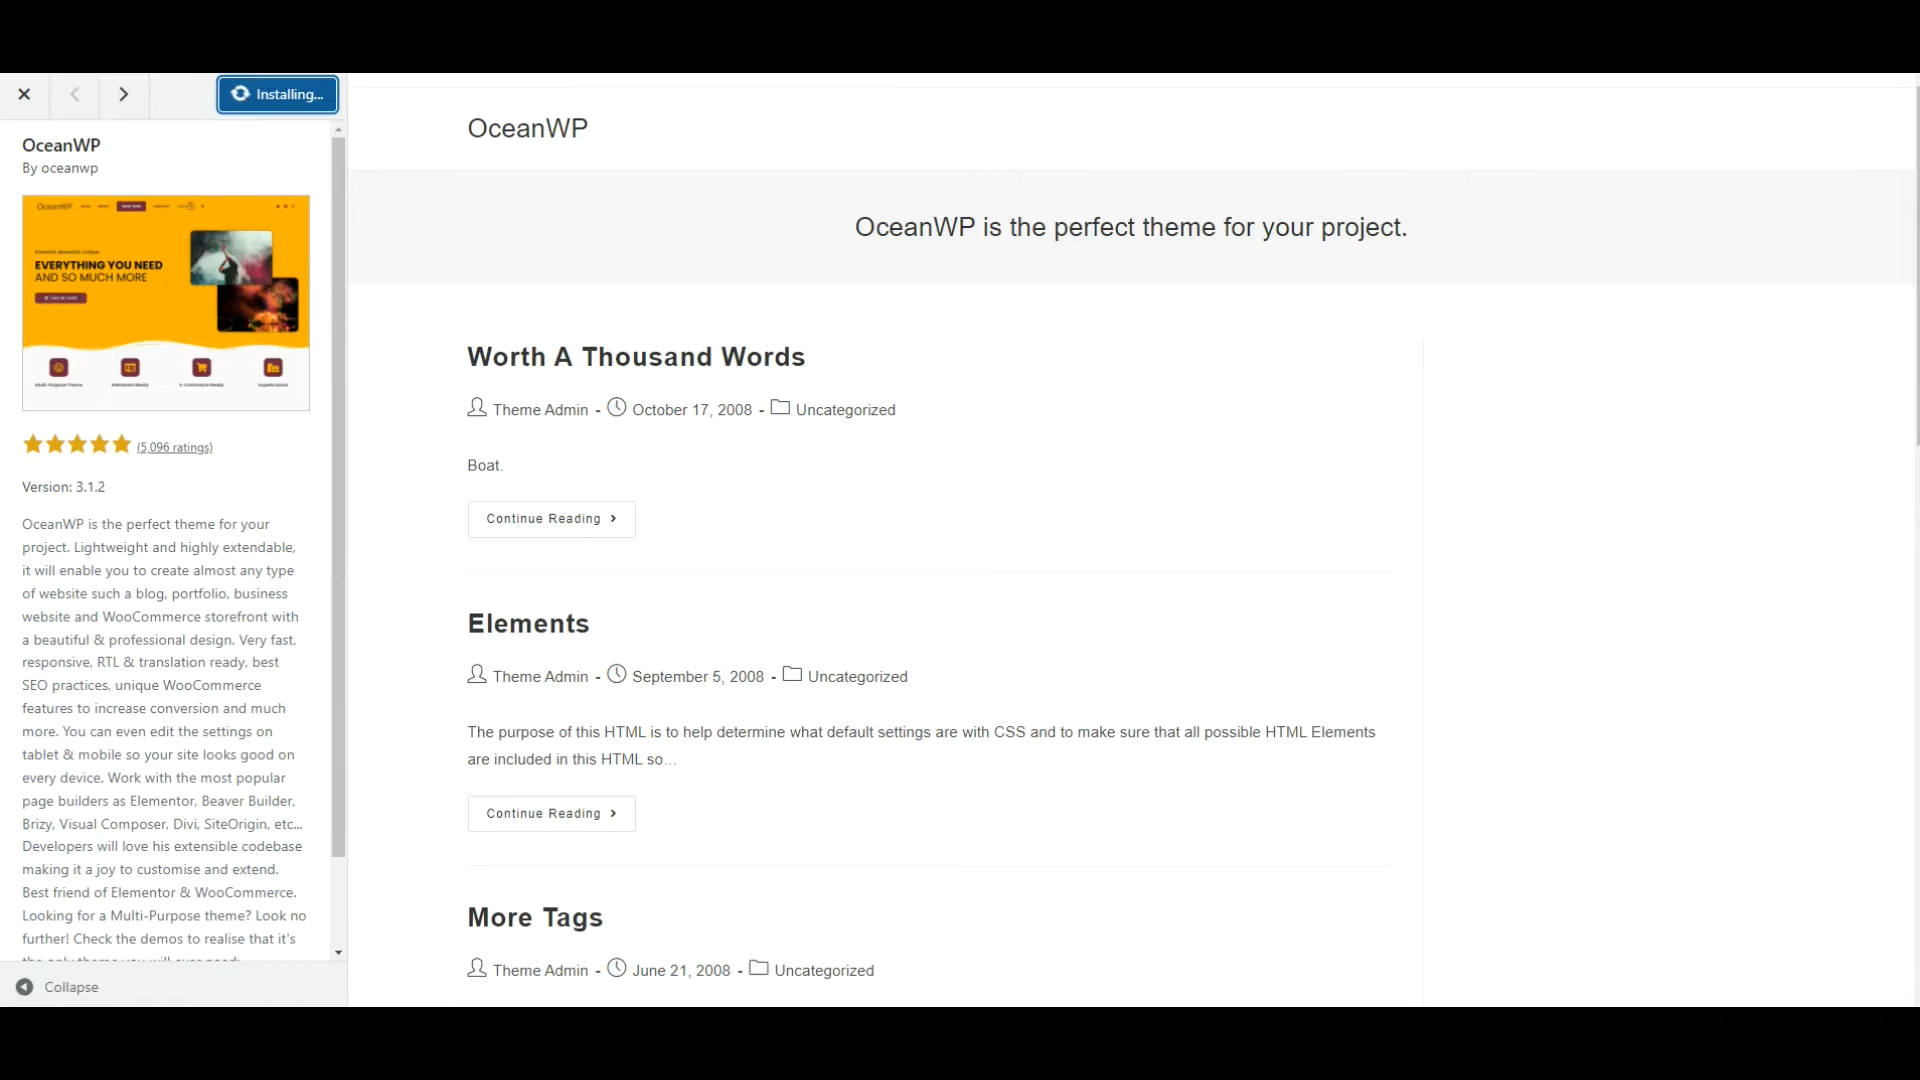 Installing...
OceanWP
By oceanwp
OceanWP
EVERYTHING YOU NEED
AND SO MUCH MORE
(5,096 ratings)
Version: 3.1.2
OceanWP is the perfect theme for your
project. Lightweight and highly extendable,
it will enable you to create almost any type
of website such a blog, portfolio, business
website and WooCommerce storefront with
a beautiful & professional design. Very fast,
responsive, RTL & translation ready, best
SEO practices, unique WooCommerce
features to increase conversion and much
more. You can even edit the settings on
tablet & mobile so your site looks good on
every device. Work with the most popular
page builders as Elementor, Beaver Builder,
Brizy, Visual Composer, Divi, SiteOrigin, etc...
Developers will love his extensible codebase
making it a joy to customise and extend.
Best friend of Elementor & WooCommerce.
Looking for a Multi-Purpose theme? Look no
further! Check the demos to realise that it's
the only theme you will ever need:
Collapse
OceanWP
OceanWP is the perfect theme for your project.
Worth A Thousand Words
Theme Admin - October 17, 2008 - Uncategorized
Boat.
Continue Reading
Elements
Theme Admin - September 5, 2008 - Uncategorized
The purpose of this HTML is to help determine what default settings are with CSS and to make sure that all possible HTML Elements
are included in this HTML so…
Continue Reading
More Tags
Theme Admin - June 21, 2008 - Uncategorized